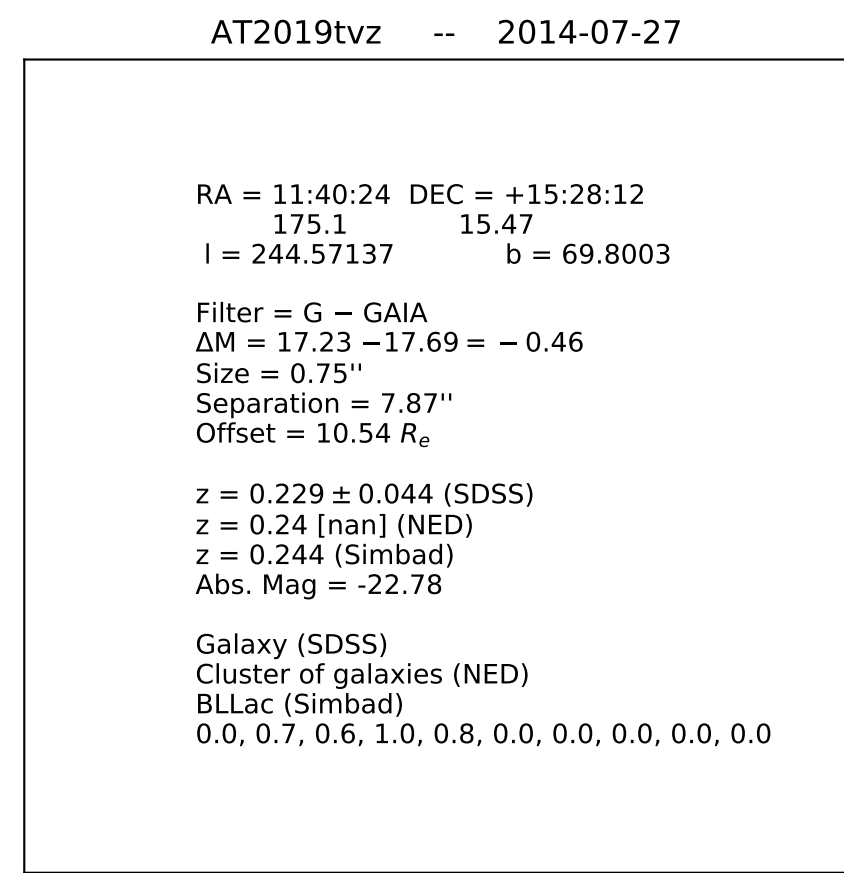 AT2019tvz -- 2014-07-27
RA = 11:40:24 DEC = +15:28:12
175.1 15.47
l = 244.57137 b = 69.8003
Filter = G − GAIA
ΔM = 17.23 −17.69 = − 0.46
Size = 0.75''
Separation = 7.87''
Offset = 10.54 Re
z = 0.229 ± 0.044 (SDSS)
z = 0.24 [nan] (NED)
z = 0.244 (Simbad)
Abs. Mag = -22.78
Galaxy (SDSS)
Cluster of galaxies (NED)
BLLac (Simbad)
0.0, 0.7, 0.6, 1.0, 0.8, 0.0, 0.0, 0.0, 0.0, 0.0